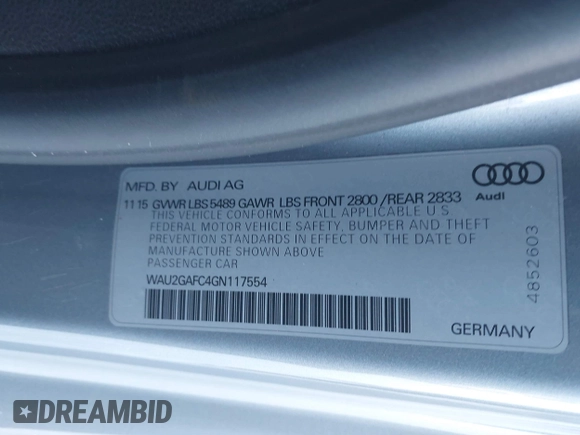 MFD. BY AUDI AG
Audi
11 15 GVWR LBS 5489 GAWR LBS FRONT 2800 /REAR 2833
THIS VEHICLE CONFORMS TO ALL APPLICABLE U S
FEDERAL MOTOR VEHICLE SAFETY, BUMPER AND THEFT
PREVENTION STANDARDS IN EFFECT ON THE DATE OF
MANUFACTURE SHOWN ABOVE
PASSENGER CAR
WAU2GAFC4GN117554
4852603
GERMANY
DREAMBID